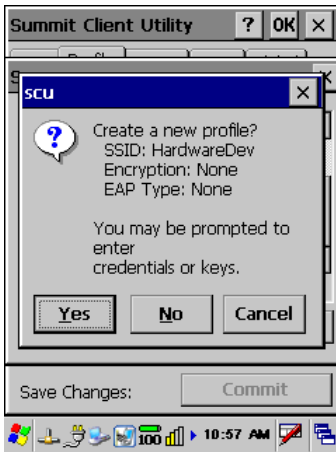 Summit Client Utility ? OK ×
scu ×
Create a new profile?
SSID: HardwareDev
Encryption: None
EAP Type: None
You may be prompted to
enter
credentials or keys.
Yes No Cancel
Save Changes: Commit
100 10:57 AM